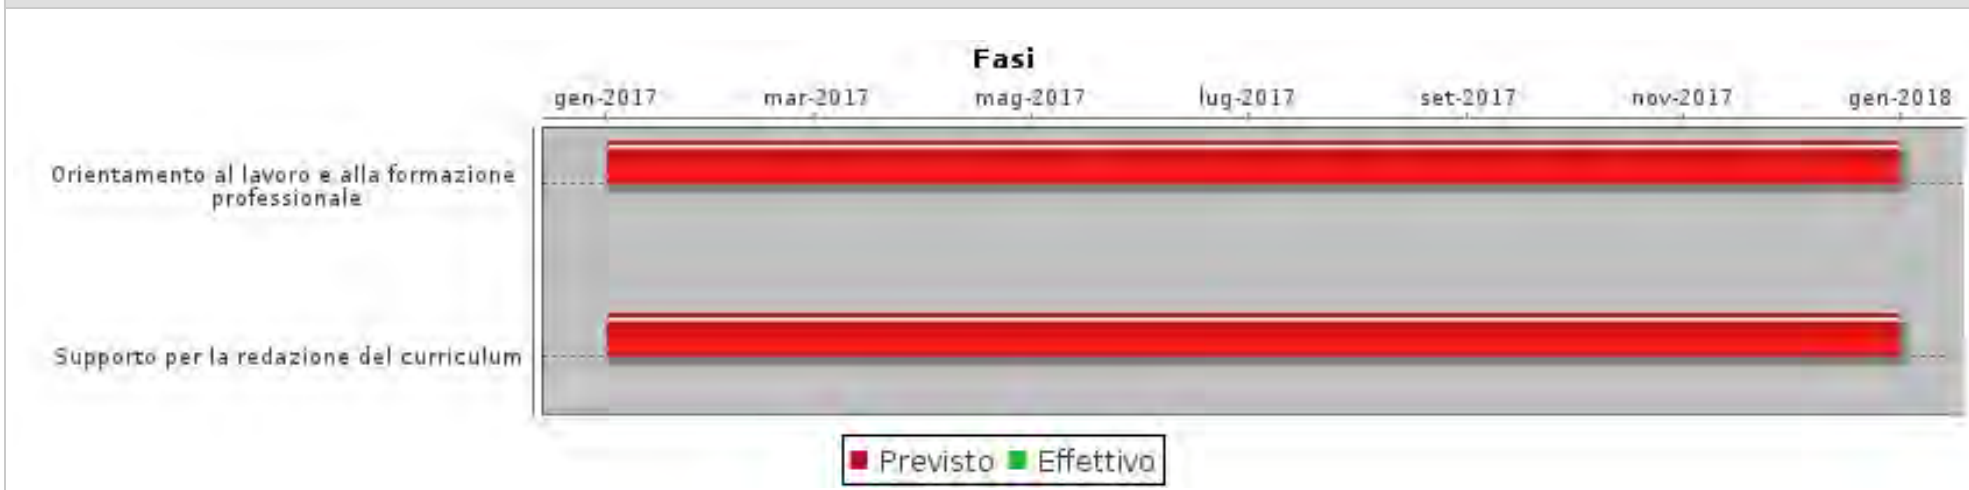 Fasi
gen-2017 mar-2017 mag-2017 lug-2017 set-2017 nov-2017 gen-2018
Orientamento al lavoro e alla formazione
professionale
Supporto per la redazione del curriculum
Previsto Effettivo